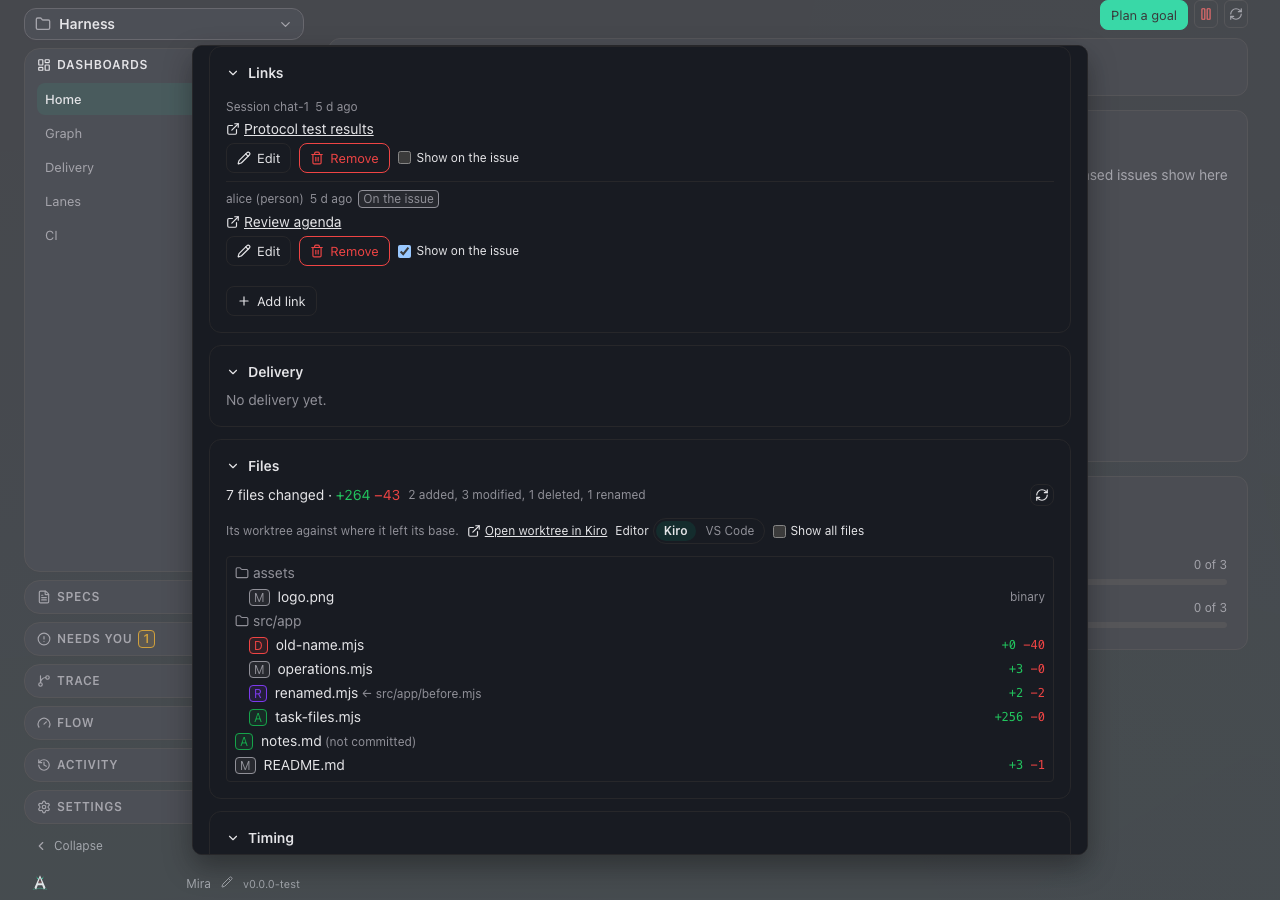 Harness
Plan a goal
DASHBOARDS
Home
Graph
Delivery
Lanes
CI
SPECS
NEEDS YOU 1
TRACE
FLOW
ACTIVITY
SETTINGS
Collapse
Mira v0.0.0-test
Links
Session chat-1 5 d ago
Protocol test results
Edit Remove Show on the issue
alice (person) 5 d ago On the issue
Review agenda
Edit Remove Show on the issue
Add link
Delivery
No delivery yet.
Files
7 files changed · +264 −43 2 added, 3 modified, 1 deleted, 1 renamed
Its worktree against where it left its base. Open worktree in Kiro Editor Kiro VS Code Show all files
assets
M logo.png binary
src/app
D old-name.mjs +0 −40
M operations.mjs +3 −0
R renamed.mjs ← src/app/before.mjs +2 −2
A task-files.mjs +256 −0
A notes.md (not committed)
M README.md +3 −1
Timing
issues show here
0 of 3
0 of 3